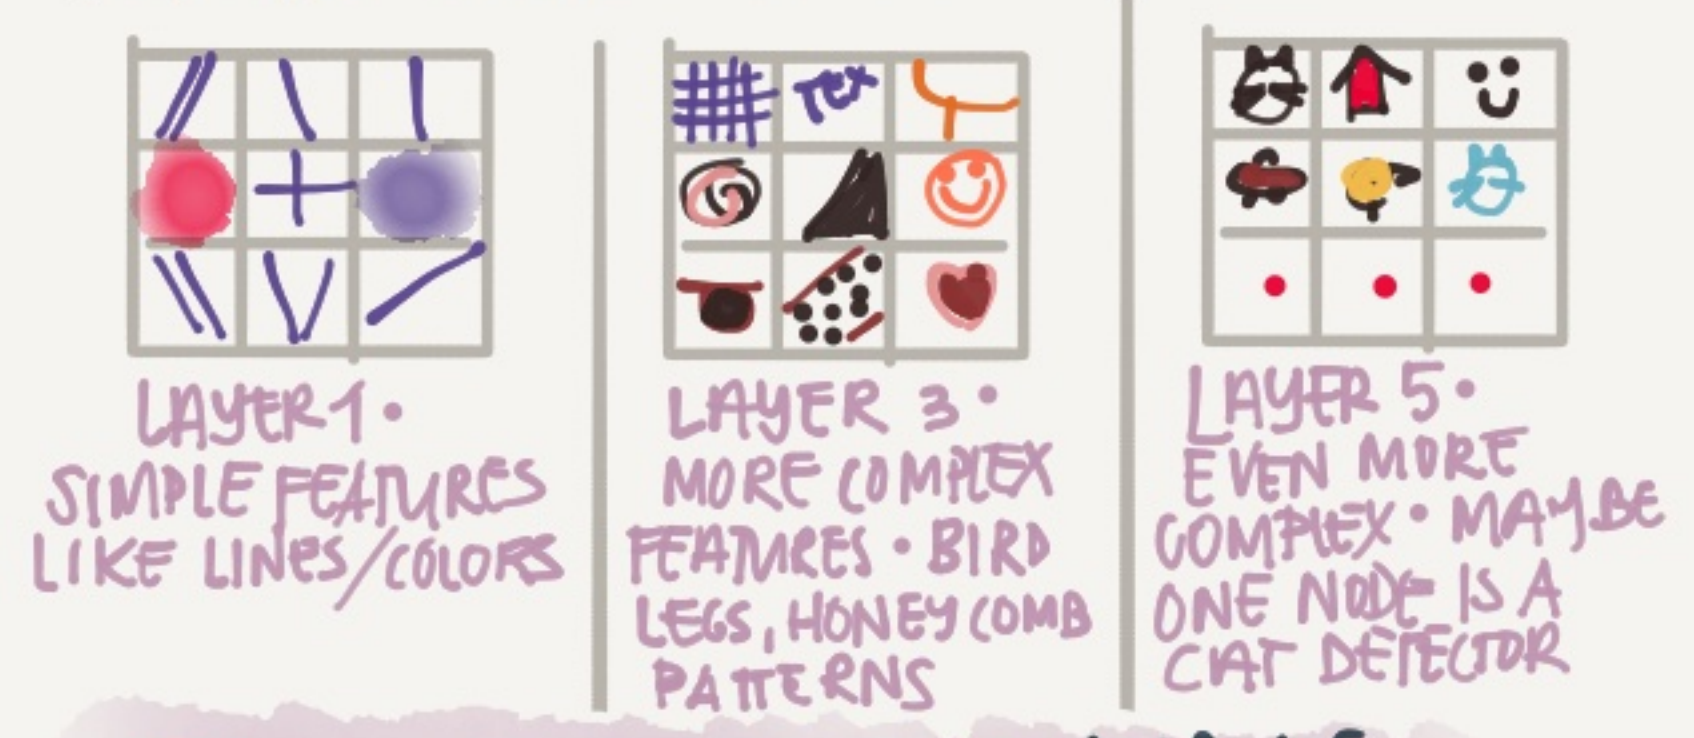 TEX
LAYER 1.
SIMPLE FEATURES
LIKE LINES/COLORS
LAYER 3.
MORE COMPLEX
FEATURES • BIRD
LEGS, HONEYCOMB
PATTERNS
LAYER 5.
EVEN MORE
COMPLEX • MAYBE
ONE NODE IS A
CAT DETECTOR